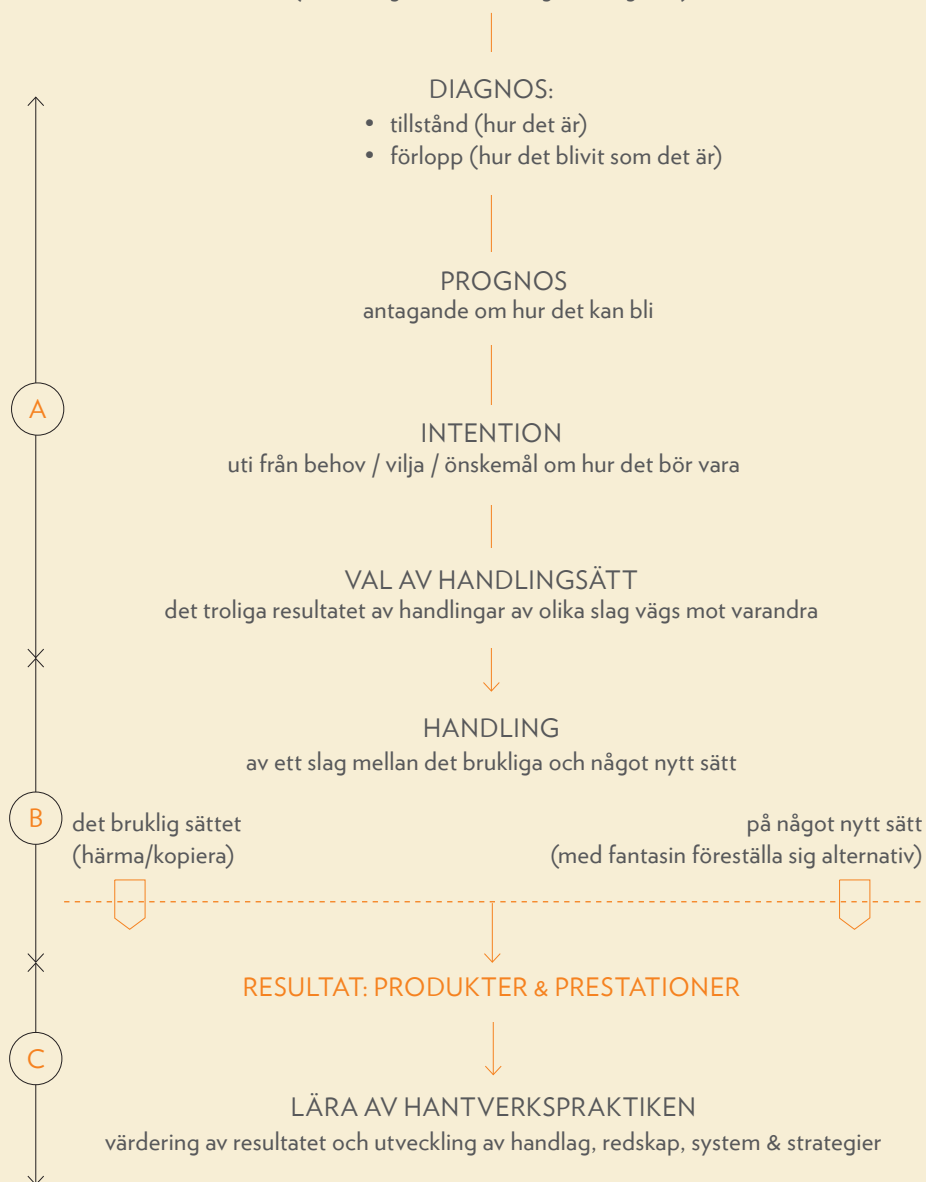 DIAGNOS:
• tillstånd (hur det är)
• förlopp (hur det blivit som det är)
PROGNOS
antagande om hur det kan bli
A
INTENTION
uti från behov / vilja / önskemål om hur det bör vara
VAL AV HANDLINGSÄTT
det troliga resultatet av handlingar av olika slag vägs mot varandra
HANDLING
av ett slag mellan det brukliga och något nytt sätt
B
det bruklig sättet
(härma/kopiera)
på något nytt sätt
(med fantasin föreställa sig alternativ)
RESULTAT: PRODUKTER & PRESTATIONER
C
LÄRA AV HANTVERKSPRAKTIKEN
värdering av resultatet och utveckling av handlag, redskap, system & strategier